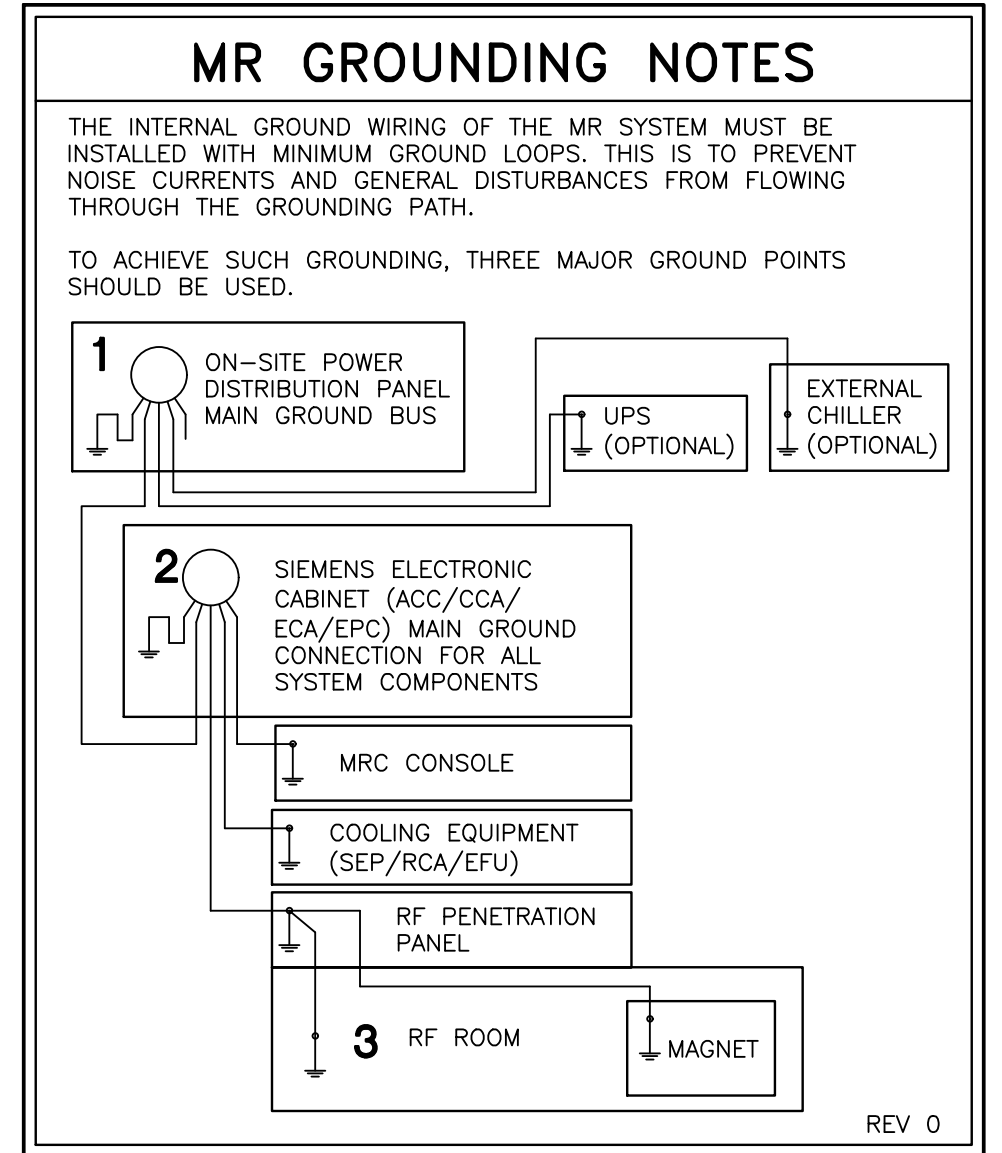 MR GROUNDING NOTES
THE INTERNAL GROUND WIRING OF THE MR SYSTEM MUST BE
INSTALLED WITH MINIMUM GROUND LOOPS. THIS IS TO PREVENT
NOISE CURRENTS AND GENERAL DISTURBANCES FROM FLOWING
THROUGH THE GROUNDING PATH.
TO ACHIEVE SUCH GROUNDING, THREE MAJOR GROUND POINTS
SHOULD BE USED.
1
ON-SITE POWER
DISTRIBUTION PANEL
MAIN GROUND BUS
UPS
(OPTIONAL)
EXTERNAL
CHILLER
(OPTIONAL)
2
SIEMENS ELECTRONIC
CABINET (ACC/CCA/
ECA/EPC) MAIN GROUND
CONNECTION FOR ALL
SYSTEM COMPONENTS
MRC CONSOLE
COOLING EQUIPMENT
(SEP/RCA/EFU)
RF PENETRATION
PANEL
3
RF ROOM
MAGNET
REV 0